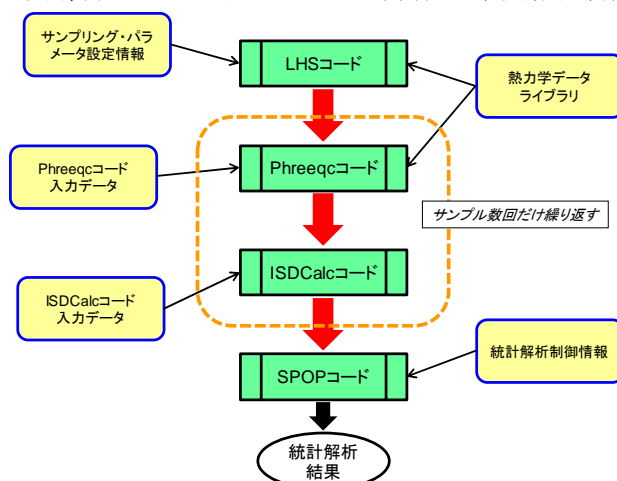 サンプリング・パラ
メータ設定情報
LHSコード
熱力学データ
ライブラリ
Phreeqcコード
入力データ
Phreeqcコード
サンプル数回だけ繰り返す
ISDCalcコード
ISDCalcコード
入力データ
統計解析制御情報
SPOPコード
統計解析
結果